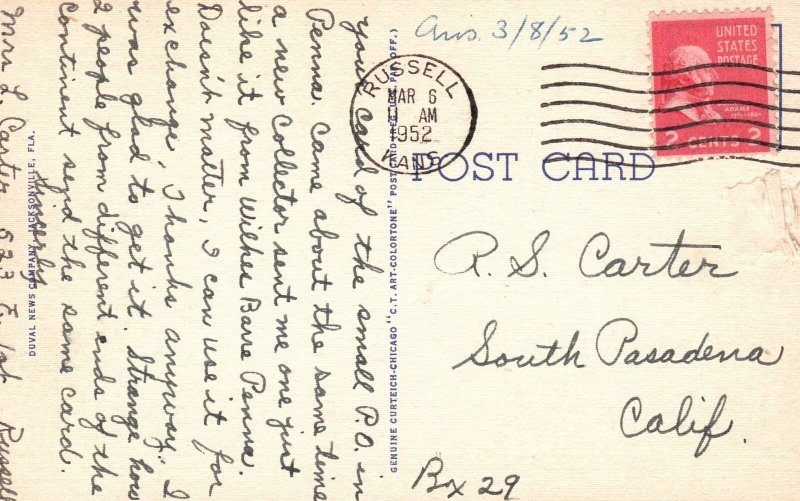 your card of the small P.O. in
Penna. came about the same time
a new collector sent me one just
like it from Wilkes Barre Penna.
Doesn't matter, I can use it for
exchange. Thanks anyway. I
was glad to get it. Strange how
2 people from different ends of the
continent send the same card.
Sincerely
Mrs L. Carter 523 E. 1st Russell
DUVAL NEWS COMPANY, JACKSONVILLE, FLA.
GENUINE CURTEICH-CHICAGO "C.T. ART-COLORTONE" POST CARD (REG. U.S. PAT. OFF.)
Ans. 3/8/52
RUSSELL
MAR 6
11 AM
1952
KANS
UNITED
STATES
POSTAGE
ADAMS
2 CENTS 2
POST CARD
R. S. Carter
South Pasadena
Calif.
Bx 29